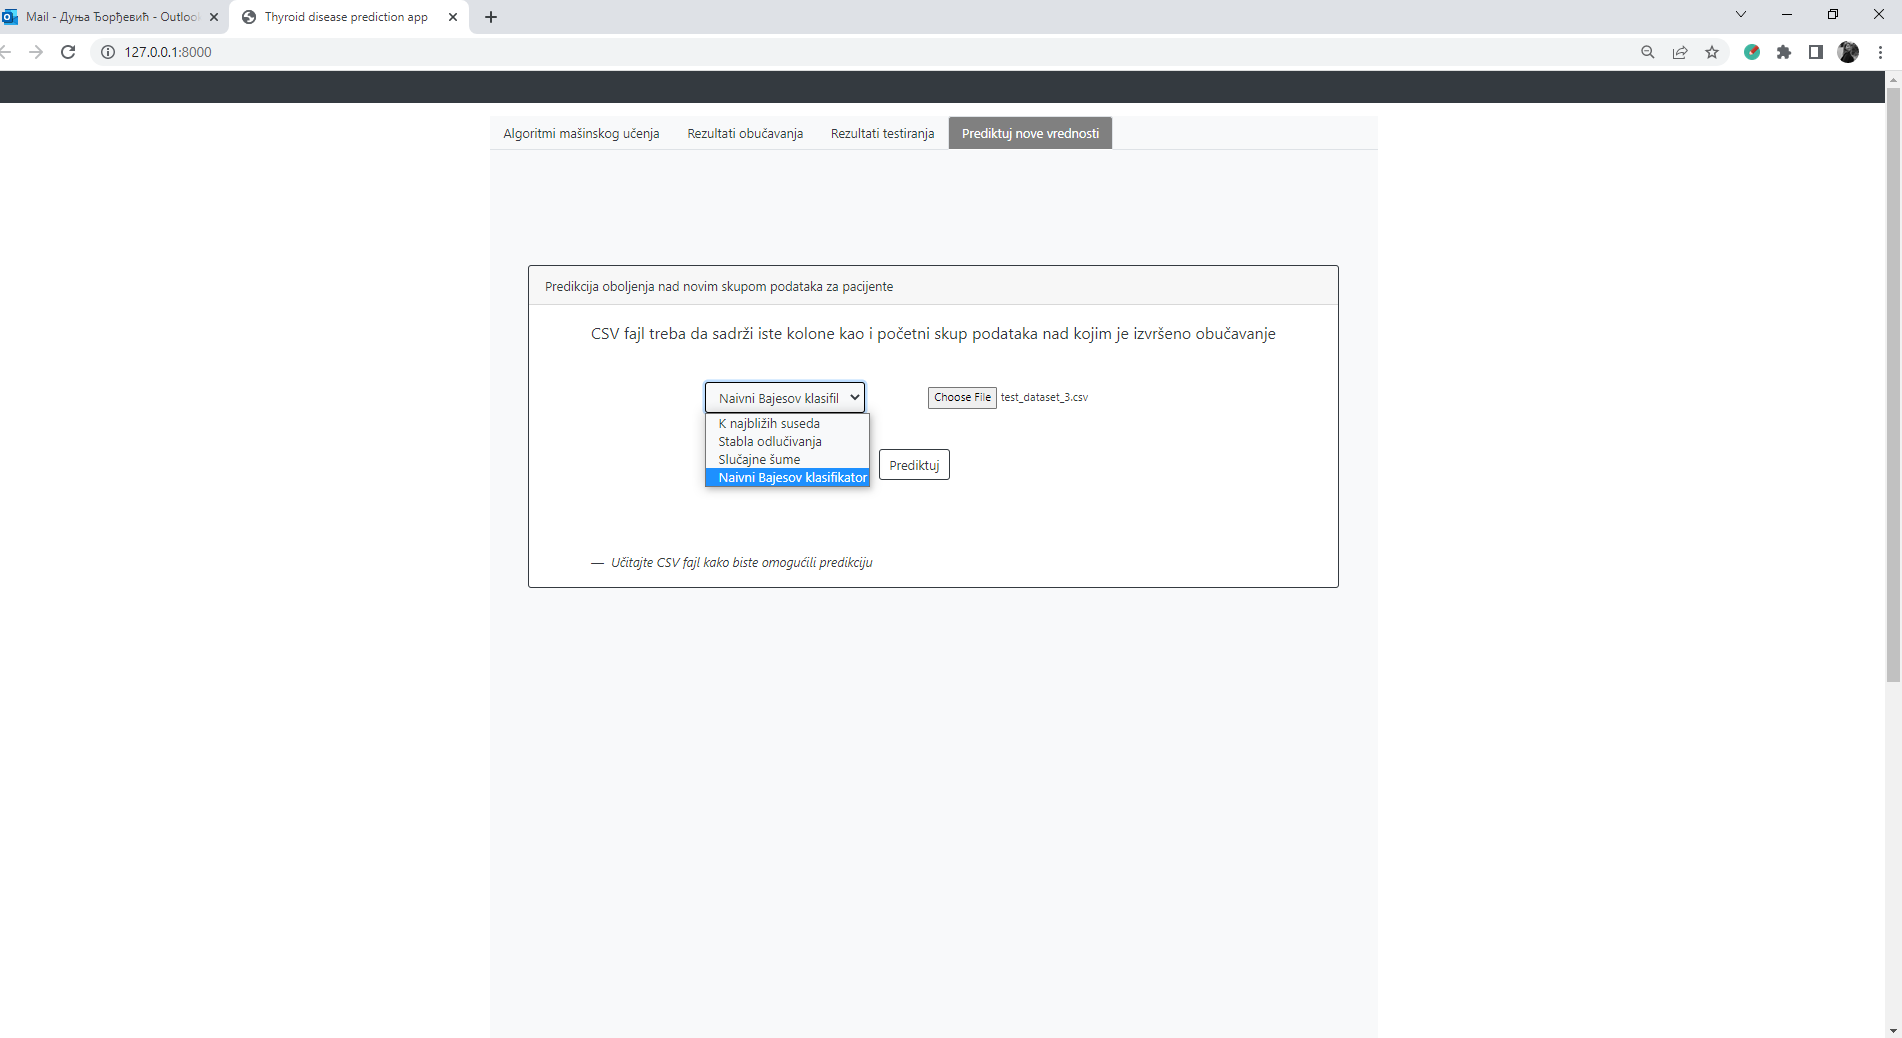 Mail - Дуња Ђорђевић - Outlook
Thyroid disease prediction app
127.0.0.1:8000
Algoritmi mašinskog učenja
Rezultati obučavanja
Rezultati testiranja
Prediktuj nove vrednosti
Predikcija oboljenja nad novim skupom podataka za pacijente
CSV fajl treba da sadrži iste kolone kao i početni skup podataka nad kojim je izvršeno obučavanje
Naivni Bajesov klasifil
Choose File test_dataset_3.csv
K najbližih suseda
Stabla odlučivanja
Slučajne šume
Naivni Bajesov klasifikator
Prediktuj
— Učitajte CSV fajl kako biste omogućili predikciju